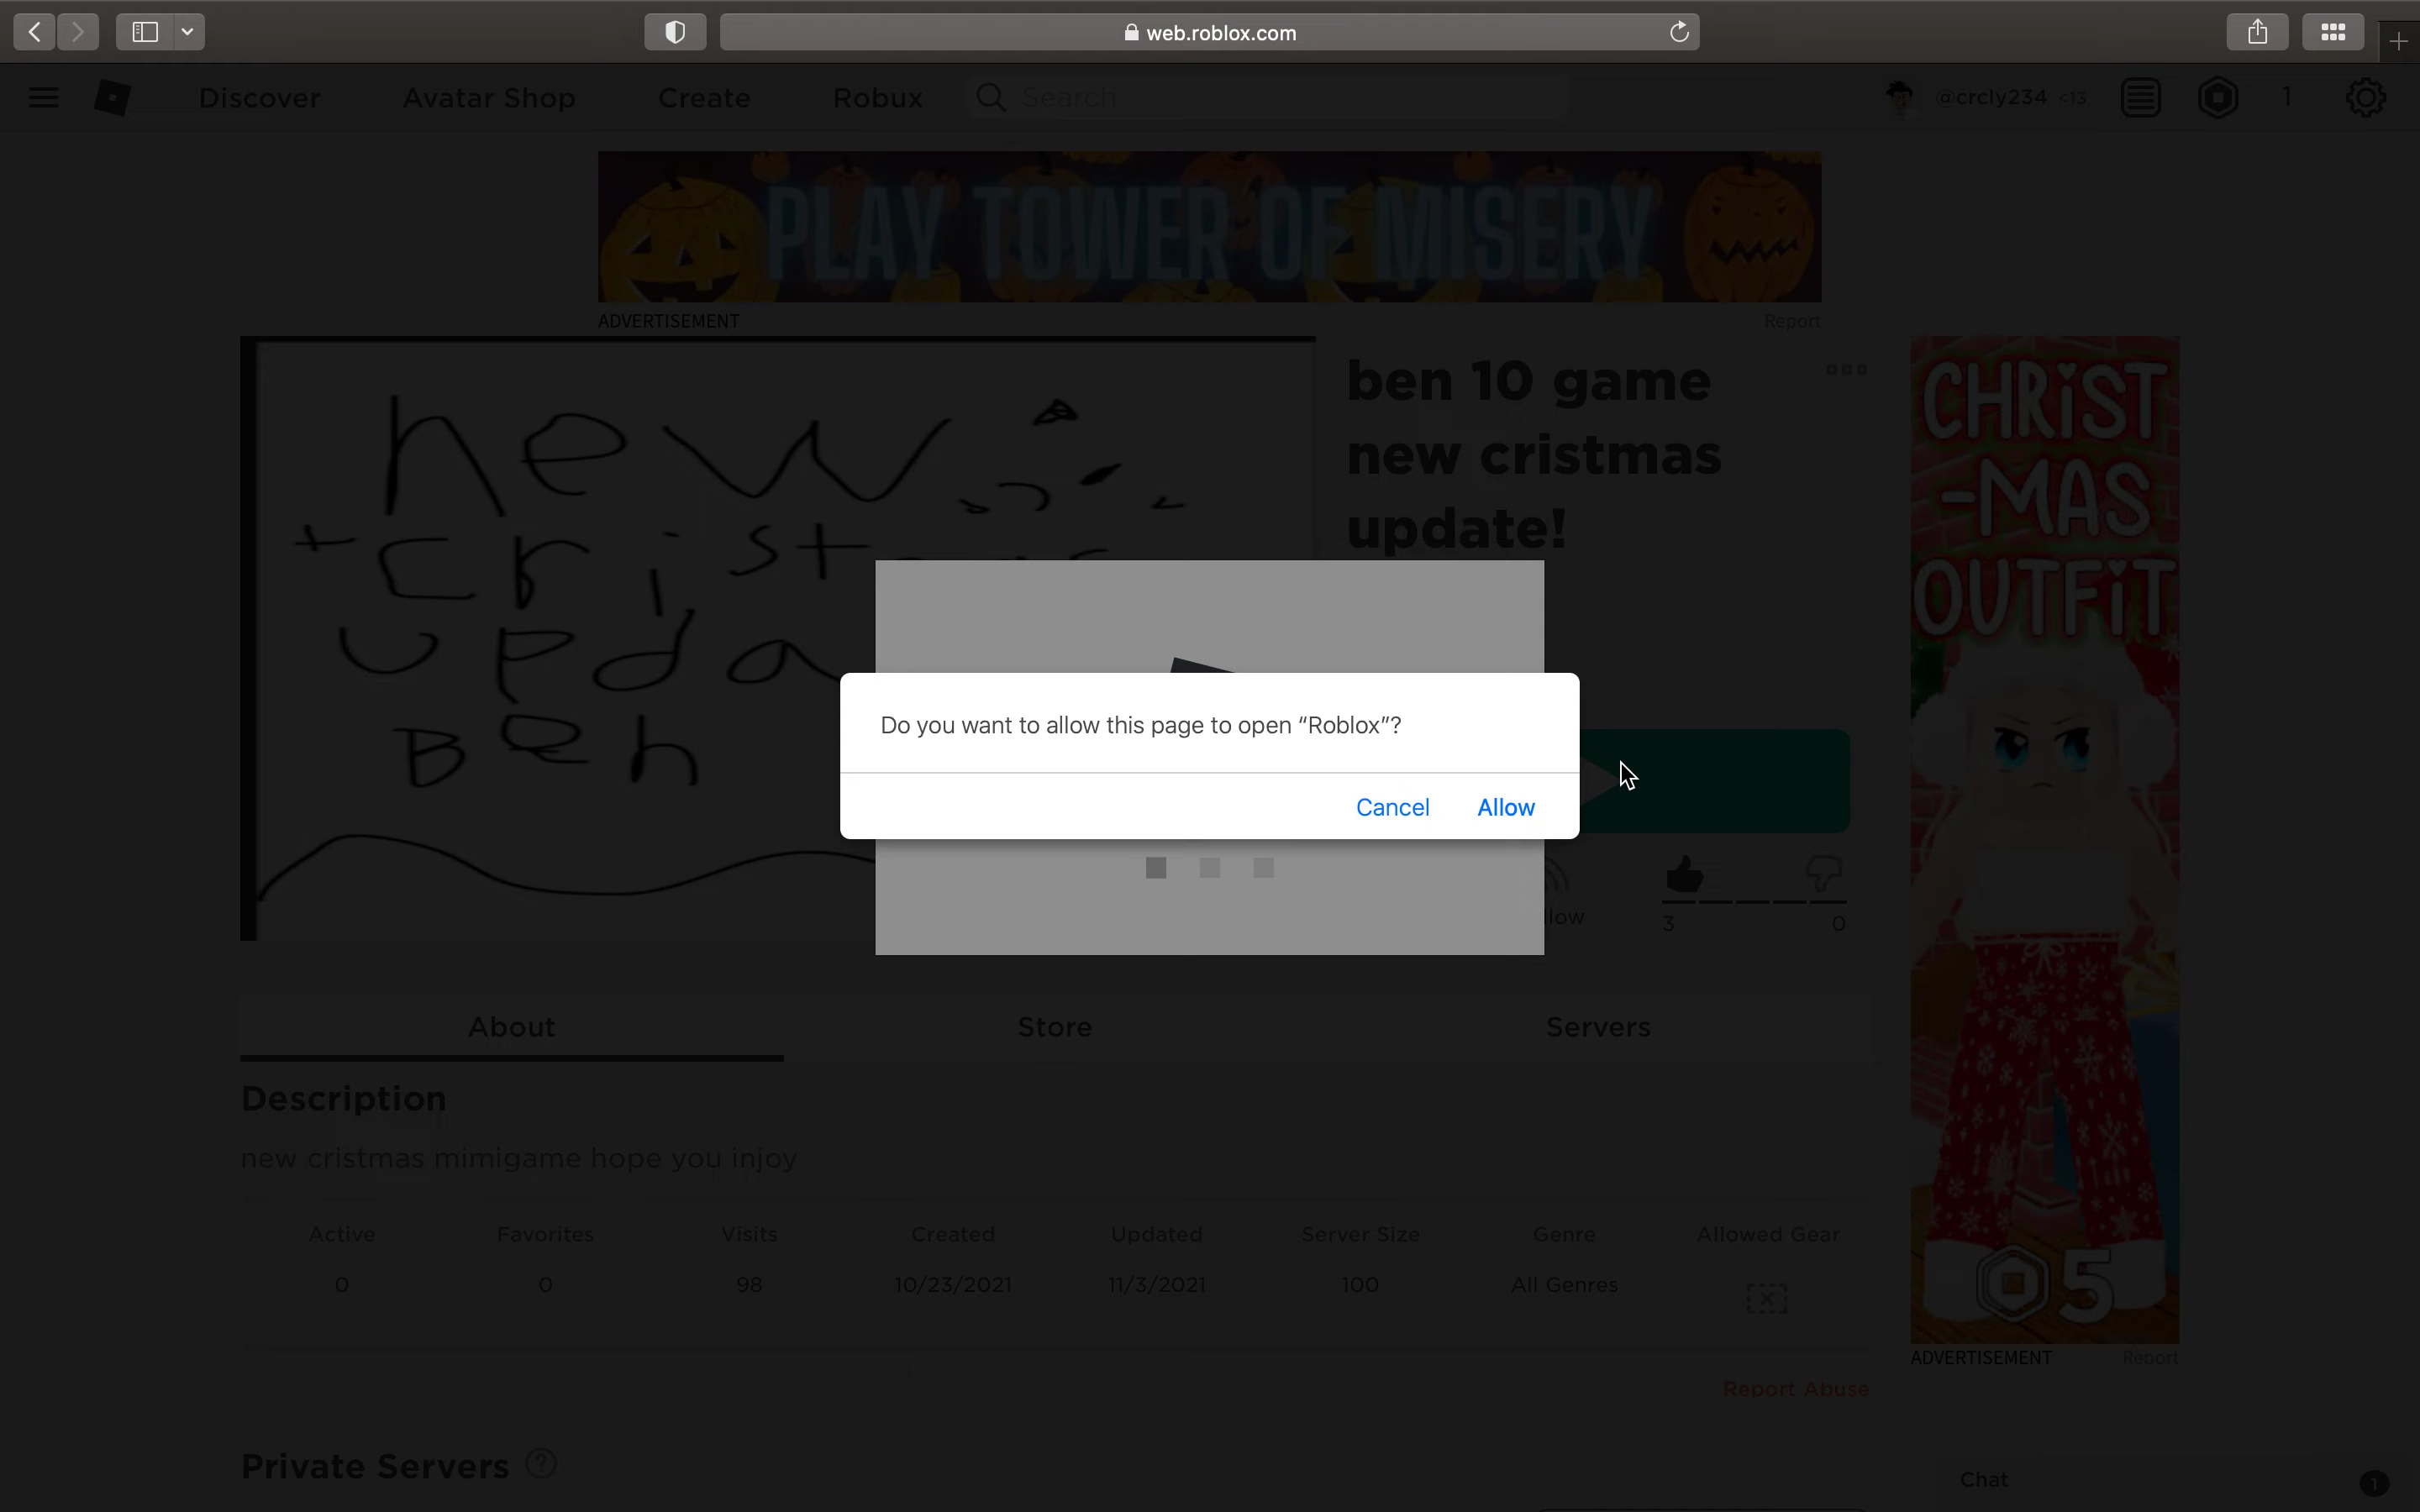 web.roblox.com
Discover
Avatar Shop
Create
Robux
Search
@crcly234 <13
1
PLAY TOWER OF MISERY
ADVERTISEMENT
Report
new
crist
upda
Ben
ben 10 game
new cristmas
update!
CHRIST
-MAS
OUTFIT
5
Do you want to allow this page to open “Roblox”?
Cancel
Allow
llow
3
0
About
Store
Servers
Description
new cristmas mimigame hope you injoy
Active
Favorites
Visits
Created
Updated
Server Size
Genre
Allowed Gear
0
0
98
10/23/2021
11/3/2021
100
All Genres
ADVERTISEMENT
Report
Report Abuse
Private Servers
?
Chat
1